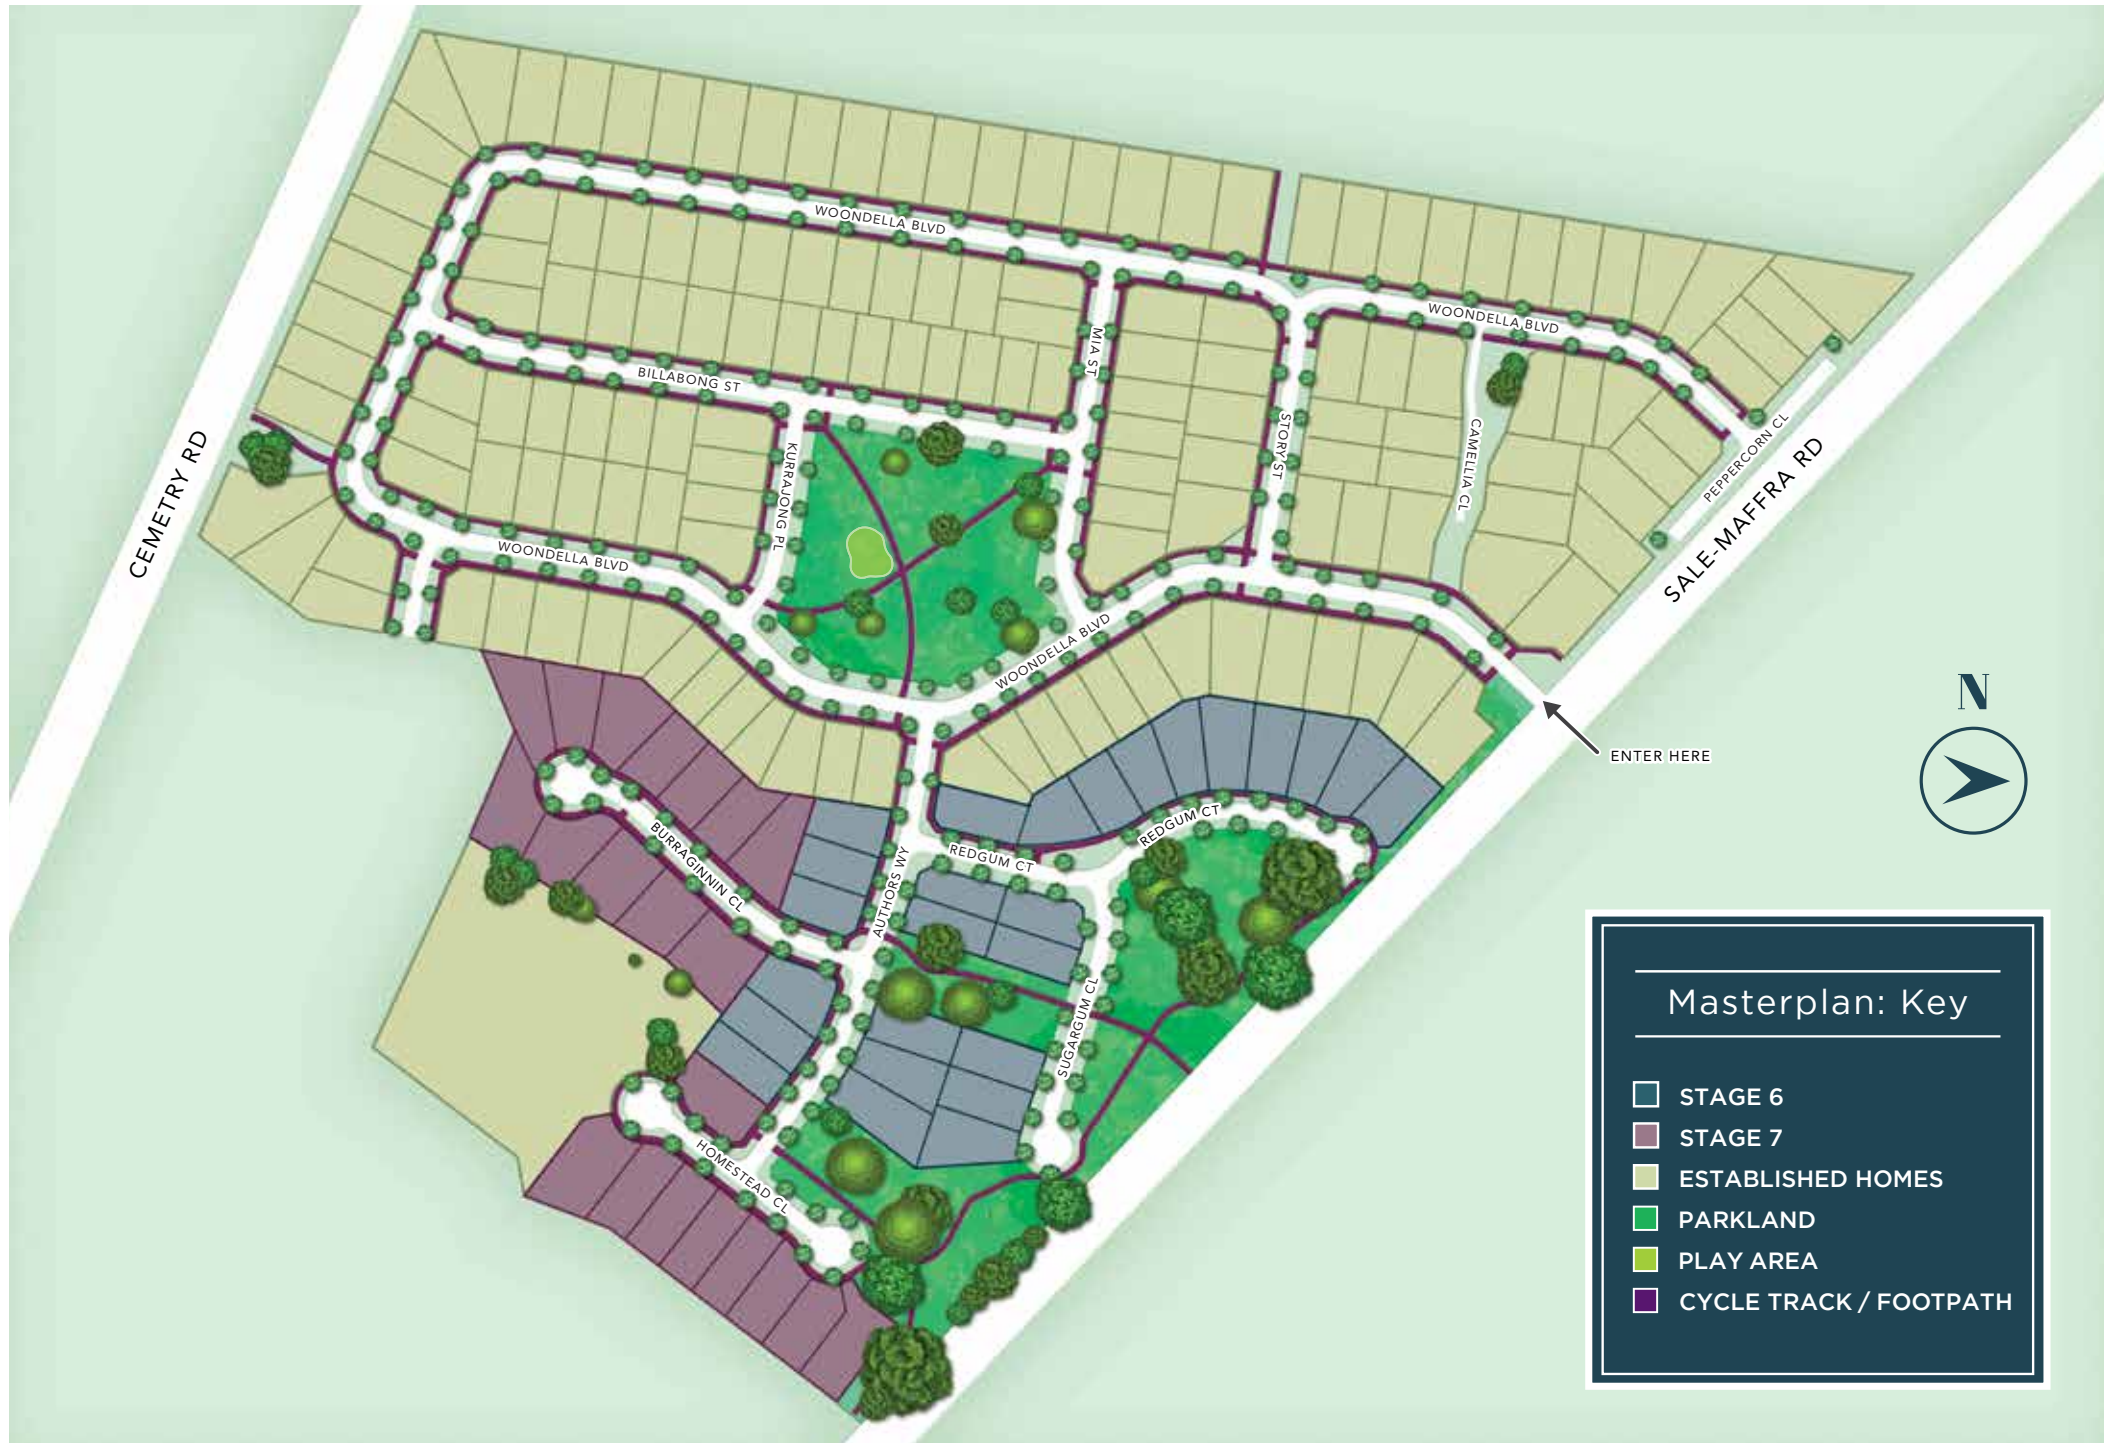 WOONDELLA BLVD
WOONDELLA BLVD
MIA ST
BILLABONG ST
STORY ST
CAMELLIA CL
PEPPERCORN CL
KURRAJONG PL
CEMETRY RD
SALE-MAFFRA RD
WOONDELLA BLVD
WOONDELLA BLVD
N
ENTER HERE
REDGUM CT
REDGUM CT
BURRAGINNIN CL
AUTHORS WY
SUGARGUM CL
HOMESTEAD CL
Masterplan: Key
STAGE 6
STAGE 7
ESTABLISHED HOMES
PARKLAND
PLAY AREA
CYCLE TRACK / FOOTPATH